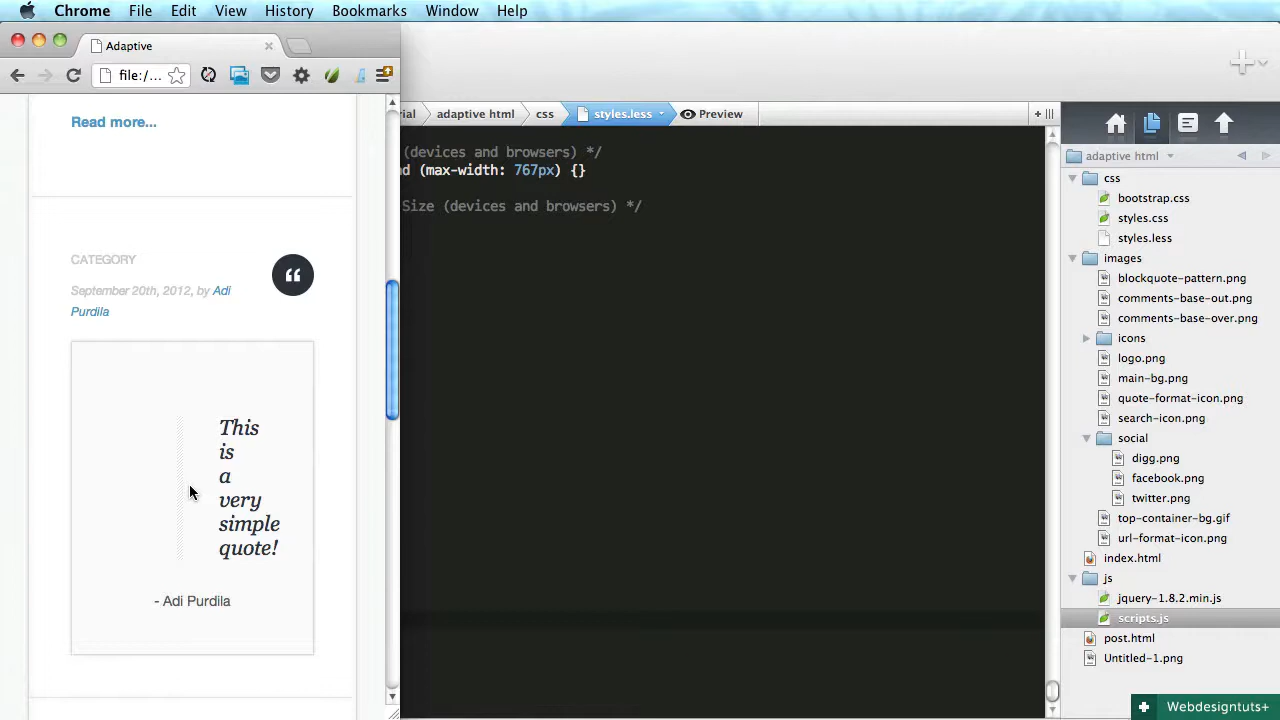 Chrome File Edit View History Bookmarks Window Help
Adaptive
file:/...
Read more...
CATEGORY
September 20th, 2012, by Adi
Purdila
This
is
a
very
simple
quote!
- Adi Purdila
ial adaptive html css styles.less Preview
(devices and browsers) */
nd (max-width: 767px) {}
Size (devices and browsers) */
adaptive html
css
bootstrap.css
styles.css
styles.less
images
blockquote-pattern.png
comments-base-out.png
comments-base-over.png
icons
logo.png
main-bg.png
quote-format-icon.png
search-icon.png
social
digg.png
facebook.png
twitter.png
top-container-bg.gif
url-format-icon.png
index.html
js
jquery-1.8.2.min.js
scripts.js
post.html
Untitled-1.png
Webdesigntuts+